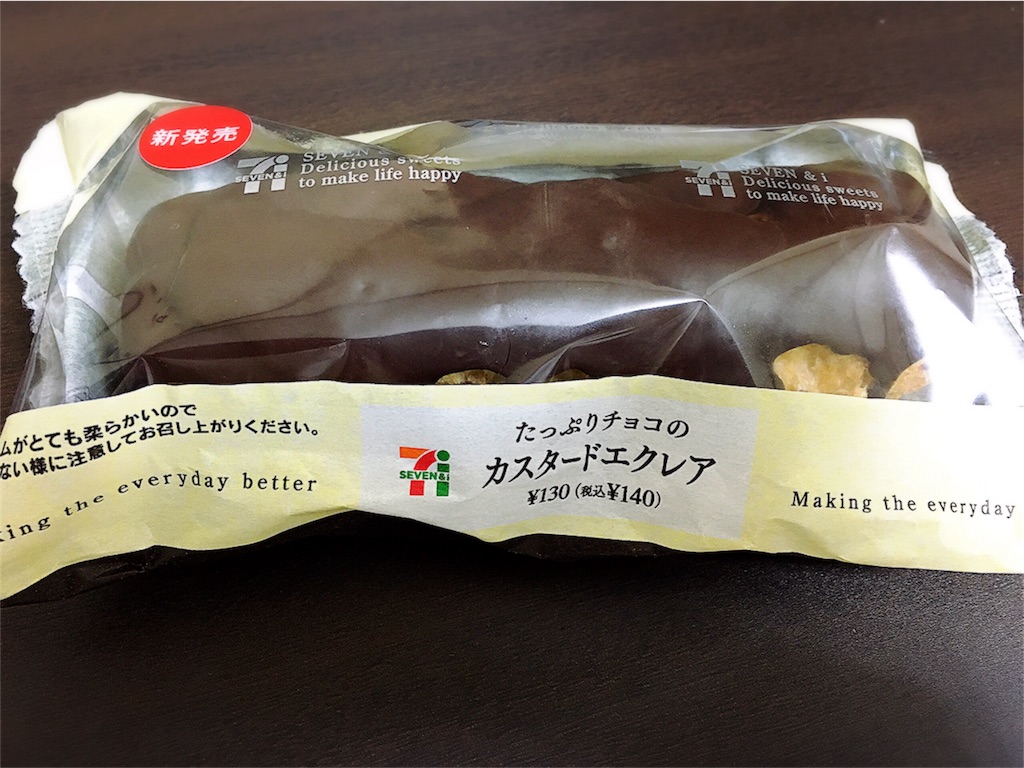 新発売
SEVEN & i
SEVEN
Delicious sweets
to make life happy
SEVEN & i
SEVEN & i
Delicious sweets
to make life happy
ムがとても柔らかいので
ない様に注意してお召し上がりください。
king the everyday better
SEVEN & i
たっぷりチョコの
カスタードエクレア
¥130(税込¥140)
Making the everyday